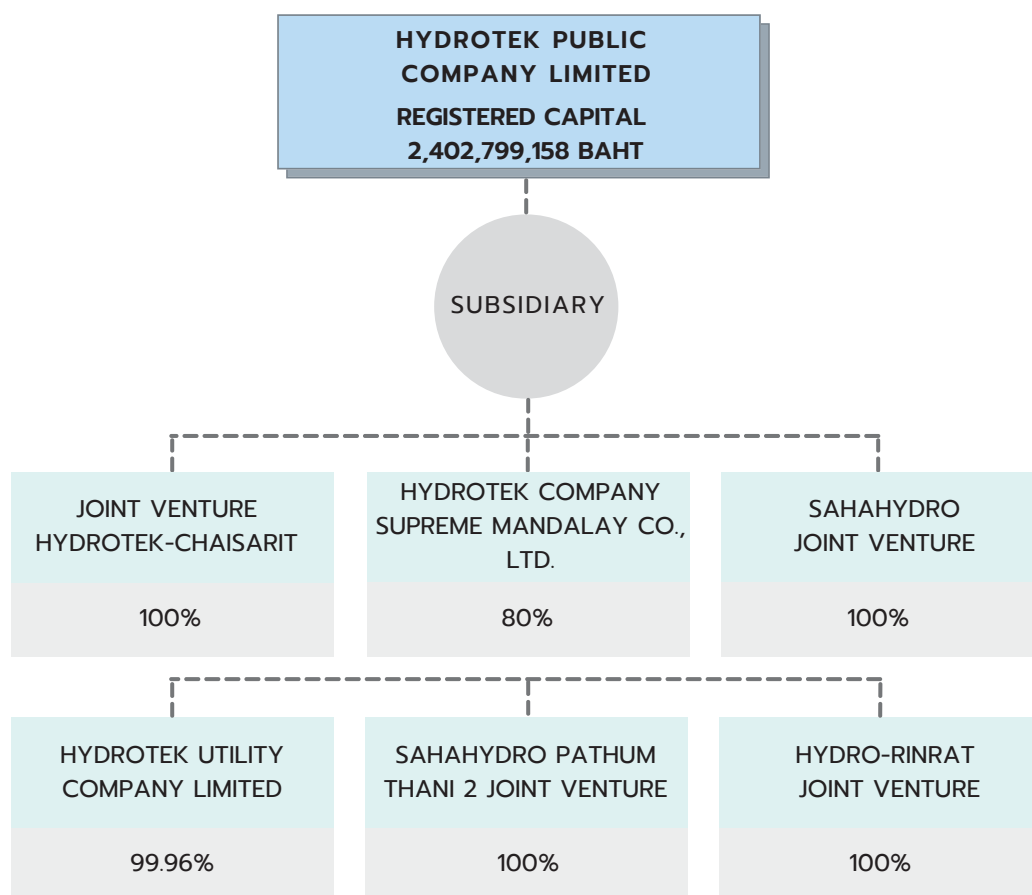 HYDROTEK PUBLIC
COMPANY LIMITED
REGISTERED CAPITAL
2,402,799,158 BAHT
SUBSIDIARY
JOINT VENTURE
HYDROTEK-CHAISARIT
100%
HYDROTEK COMPANY
SUPREME MANDALAY CO.,
LTD.
80%
SAHAHYDRO
JOINT VENTURE
100%
HYDROTEK UTILITY
COMPANY LIMITED
99.96%
SAHAHYDRO PATHUM
THANI 2 JOINT VENTURE
100%
HYDRO-RINRAT
JOINT VENTURE
100%